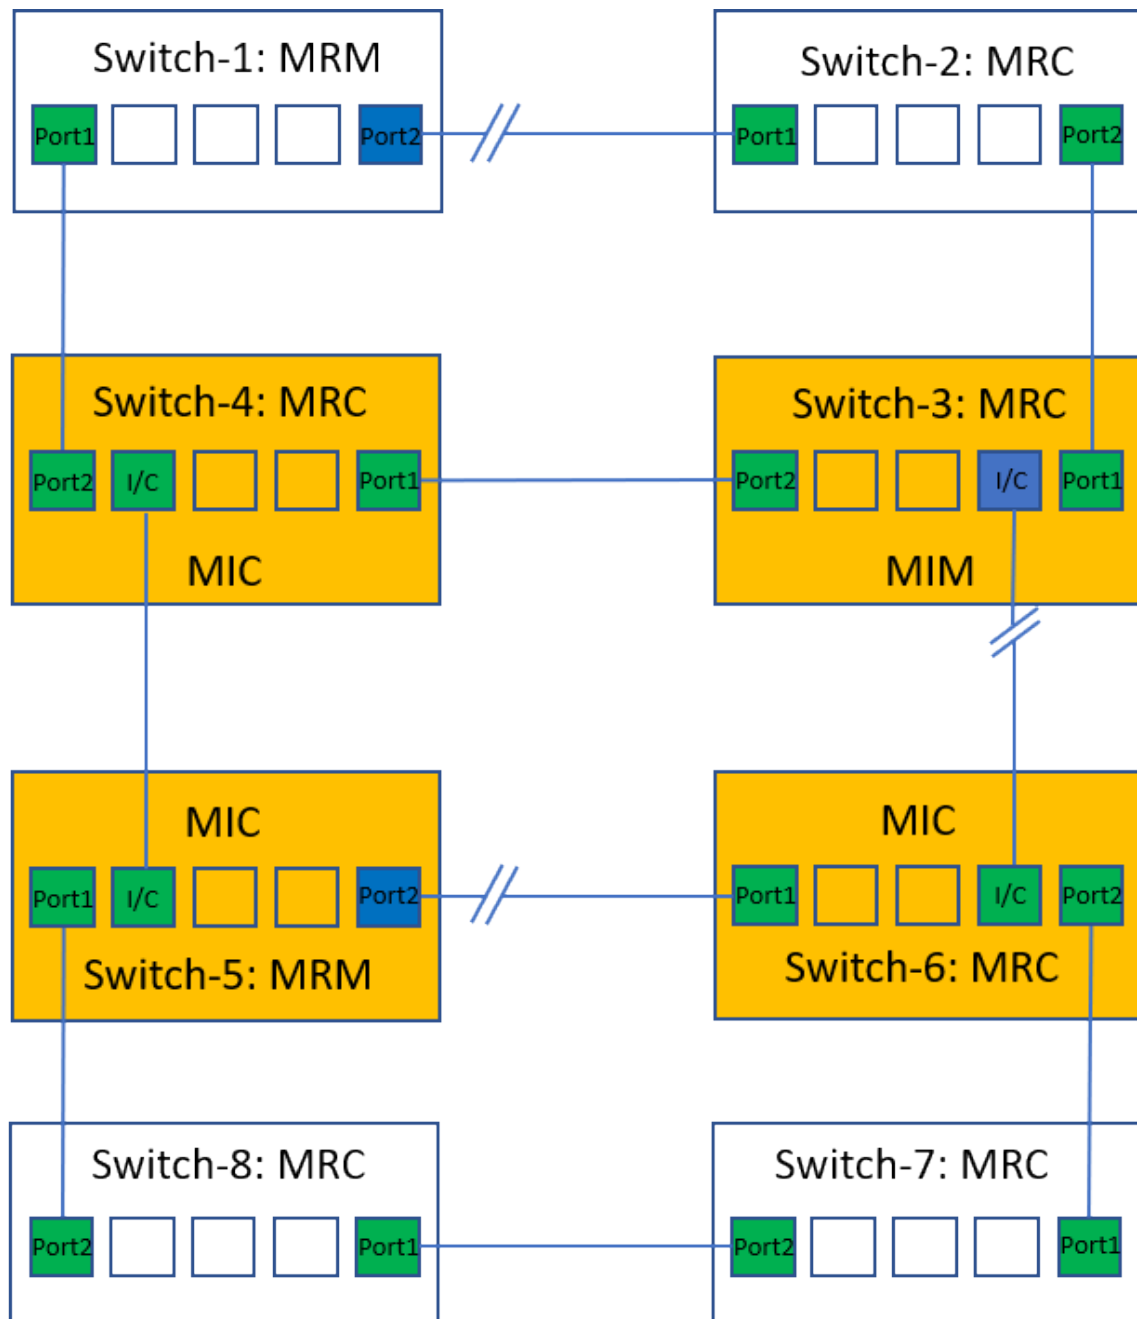 Switch-1: MRM
Port1 Port2
Switch-2: MRC
Port1 Port2
Switch-4: MRC
Port2 I/C Port1
MIC
Switch-3: MRC
Port2 I/C Port1
MIM
MIC
Port1 I/C Port2
Switch-5: MRM
MIC
Port1 I/C Port2
Switch-6: MRC
Switch-8: MRC
Port2 Port1
Switch-7: MRC
Port2 Port1